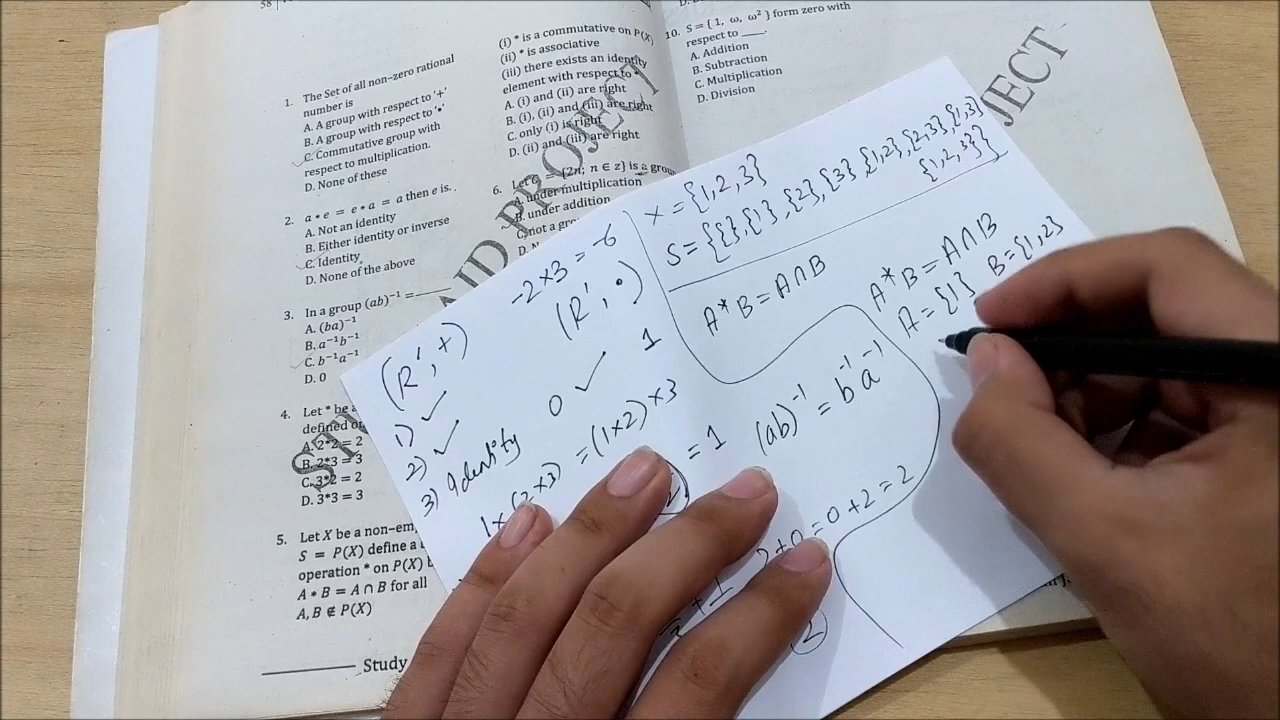 58
1. The Set of all non-zero rational
number is
A. A group with respect to '+'
B. A group with respect to '•'
C. Commutative group with
respect to multiplication.
D. None of these
2. a * e = e * a = a then e is.
A. Not an identity
B. Either identity or inverse
C. Identity
D. None of the above
3. In a group (ab)⁻¹ = ____
A. (ba)⁻¹
B. a⁻¹b⁻¹
C. b⁻¹a⁻¹
D. 0
4. Let * be
defined
A. 2*2 = 2
B. 2*3 = 3
C. 3*2 = 2
D. 3*3 = 3
5. Let X be a non-em
S = P(X) define a
operation * on P(X)
A * B = A ∩ B for all
A, B ∉ P(X)
____ Study
(i) * is a commutative on P(X)
(ii) * is associative
(iii) there exists an identity
element with respect to *
A. (i) and (ii) are right
B. (i), (ii) and (iii) are right
C. only (i) is right
D. (ii) and (iii) are right
6. Let = {2n; n ∈ z} is a group
A. under multiplication
B. under addition
C. not a gro
D.
10. S = {1, ω, ω²} form zero with
respect to ____.
A. Addition
B. Subtraction
C. Multiplication
D. Division
AID PROJECT
JECT
X = {1,2,3}
S = {{},{1},{2},{3},{1,2},{2,3},{1,3}
{1,2,3}}
A*B = A∩B
A*B = A∩B
A = {1} B = {1,2}
-2×3 = -6
(R', +)
(R', •)
1) ✓
2) ✓
3) Identity
0 ✓ 1
1×(2×3) = (1×2)×3
= 1
(ab)⁻¹ = b⁻¹a⁻¹
2+0 = 0+2 = 2
2